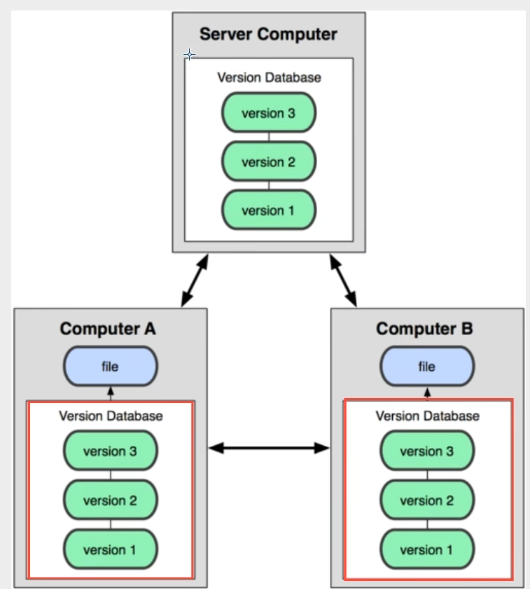 Server Computer
Version Database
version 3
version 2
version 1
Computer A
file
Version Database
version 3
version 2
version 1
Computer B
file
Version Database
version 3
version 2
version 1